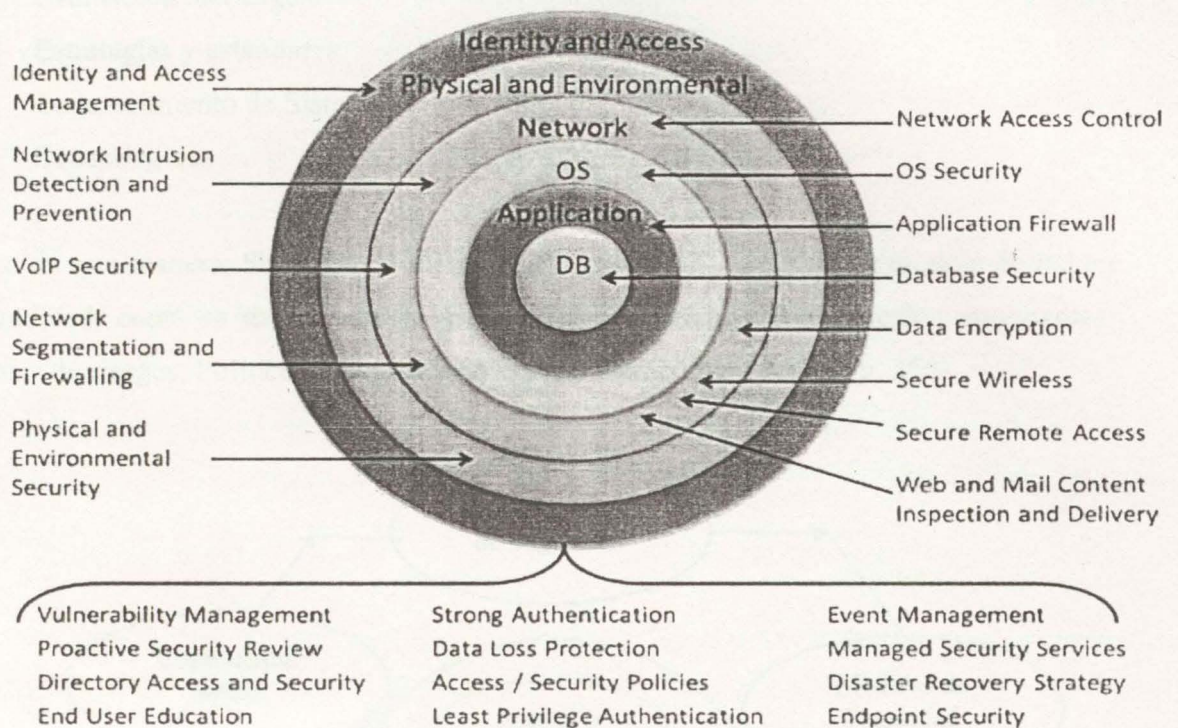 Identity and Access
Physical and Environmental
Network
OS
Application
DB
Identity and Access
Management
Network Intrusion
Detection and
Prevention
VoIP Security
Network
Segmentation and
Firewalling
Physical and
Environmental
Security
Network Access Control
OS Security
Application Firewall
Database Security
Data Encryption
Secure Wireless
Secure Remote Access
Web and Mail Content
Inspection and Delivery
Vulnerability Management
Proactive Security Review
Directory Access and Security
End User Education
Strong Authentication
Data Loss Protection
Access / Security Policies
Least Privilege Authentication
Event Management
Managed Security Services
Disaster Recovery Strategy
Endpoint Security